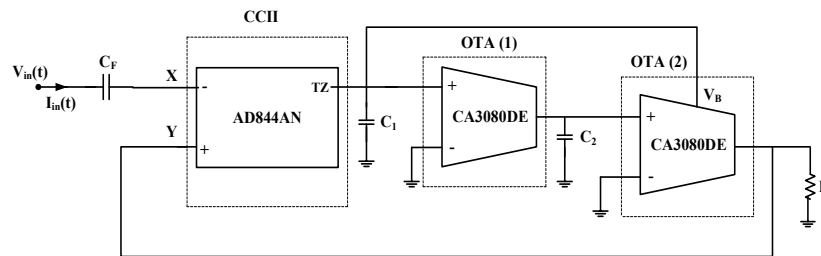 CCII
OTA (1)
OTA (2)
C_F
V_in(t)
I_in(t)
X
-
TZ
AD844AN
Y
+
C_1
+
CA3080DE
-
C_2
V_B
+
CA3080DE
-